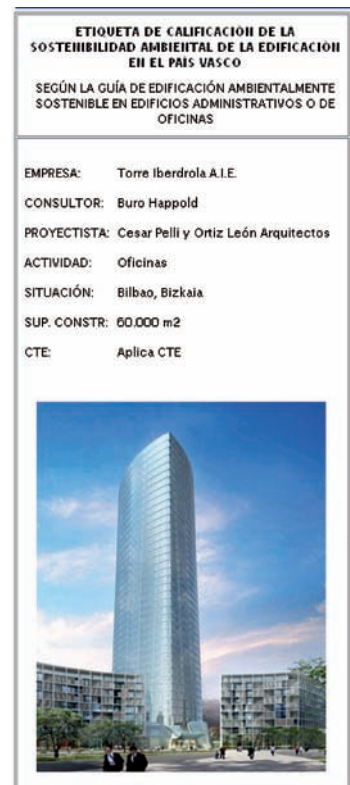 ETIQUETA DE CALIFICACIÓN DE LA
SOSTENIBILIDAD AMBIENTAL DE LA EDIFICACIÓN
EN EL PAÍS VASCO
SEGÚN LA GUÍA DE EDIFICACIÓN AMBIENTALMENTE
SOSTENIBLE EN EDIFICIOS ADMINISTRATIVOS O DE
OFICINAS
EMPRESA: Torre Iberdrola A.I.E.
CONSULTOR: Buro Happold
PROYECTISTA: Cesar Pelli y Ortiz León Arquitectos
ACTIVIDAD: Oficinas
SITUACIÓN: Bilbao, Bizkaia
SUP. CONSTR: 60.000 m2
CTE: Aplica CTE